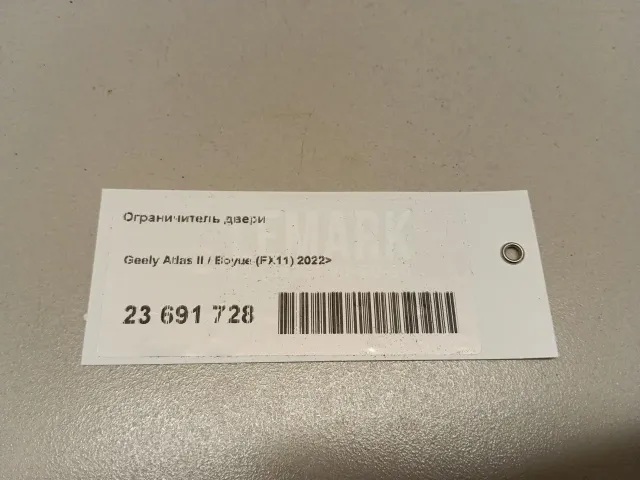 Ограничитель двери
Geely Atlas II / Boyue (FX11) 2022>
23 691 728